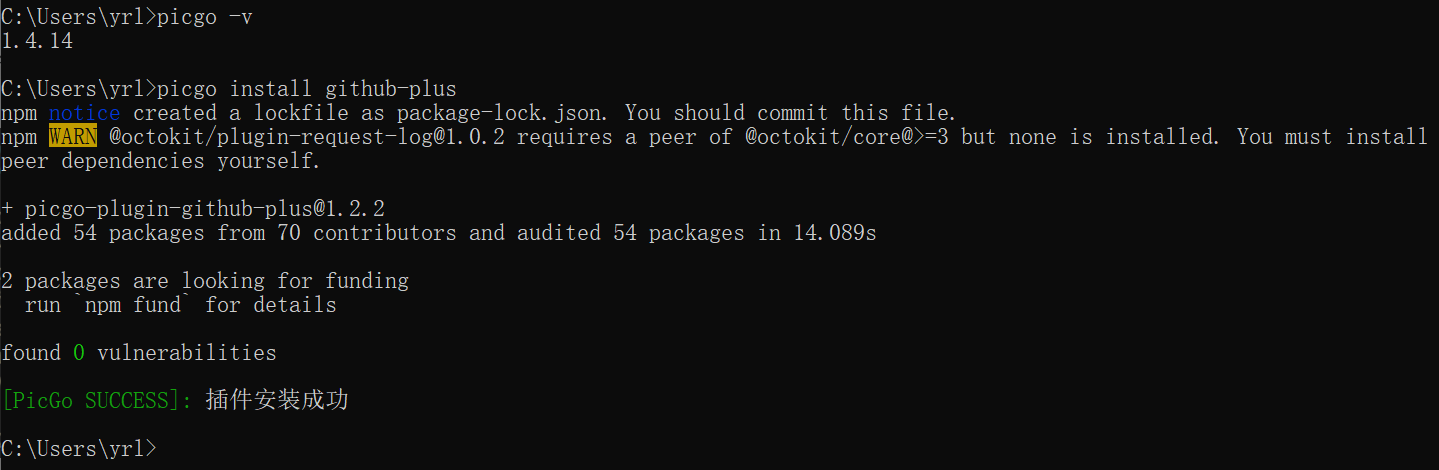 C:\Users\yrl>picgo -v
1.4.14
C:\Users\yrl>picgo install github-plus
npm notice created a lockfile as package-lock.json. You should commit this file.
npm WARN @octokit/plugin-request-log@1.0.2 requires a peer of @octokit/core@>=3 but none is installed. You must install
peer dependencies yourself.
+ picgo-plugin-github-plus@1.2.2
added 54 packages from 70 contributors and audited 54 packages in 14.089s
2 packages are looking for funding
  run `npm fund` for details
found 0 vulnerabilities
[PicGo SUCCESS]: 插件安装成功
C:\Users\yrl>